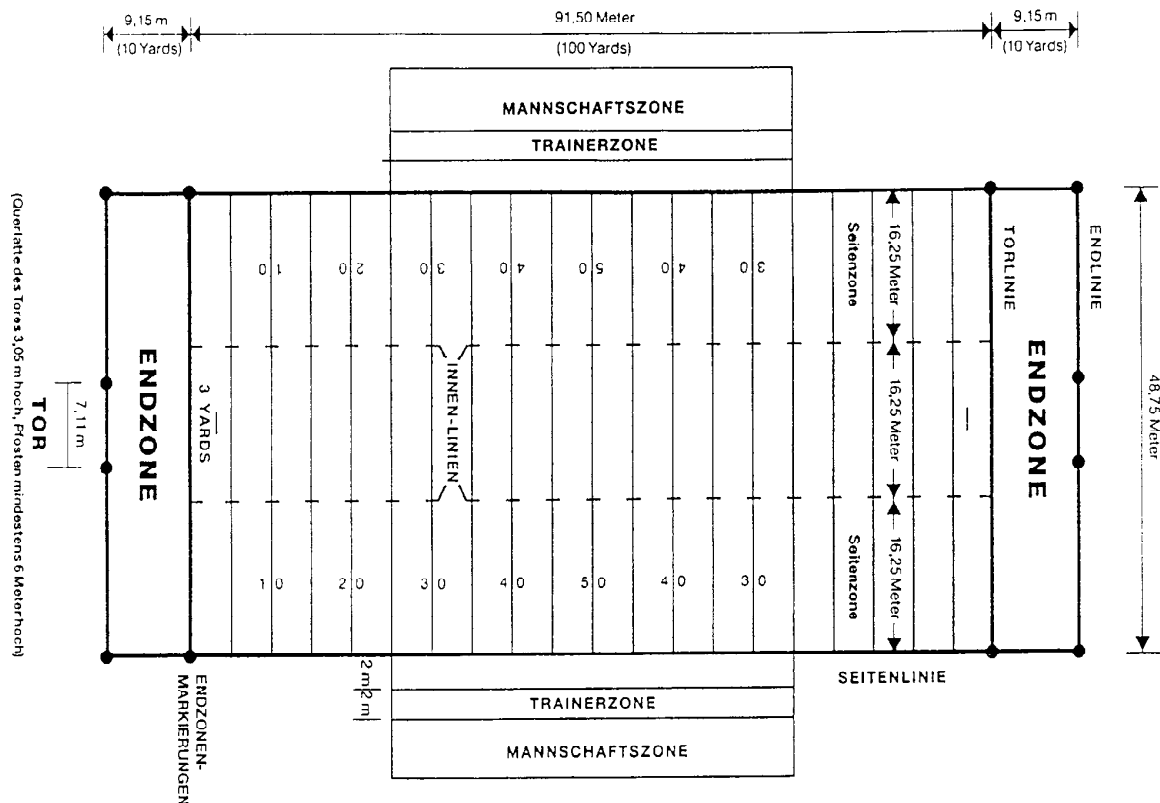 9,15 m
91,50 Meter
9,15 m
(10 Yards)
(100 Yards)
(10 Yards)
MANNSCHAFTSZONE
TRAINERZONE
(Querlatte des Tores 3,05 m hoch, Pfosten mindestens 6 Meter hoch)
TOR
7,11 m
ENDZONE
3 YARDS
10 20 30 40 50 40 30
INNEN-LINIEN
Seitenzone
16,25 Meter
16,25 Meter
Seitenzone
16,25 Meter
TORLINIE
ENDZONE
ENDLINIE
48,75 Meter
10 20 30 40 50 40 30
2 m 2 m
SEITENLINIE
ENDZONEN-
MARKIERUNGEN
TRAINERZONE
MANNSCHAFTSZONE